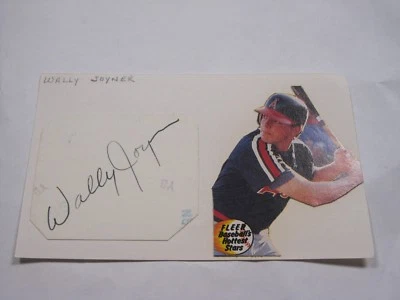 WALLY JOYNER
Wally Joyner
FLEER
Baseball's
Hottest
Stars